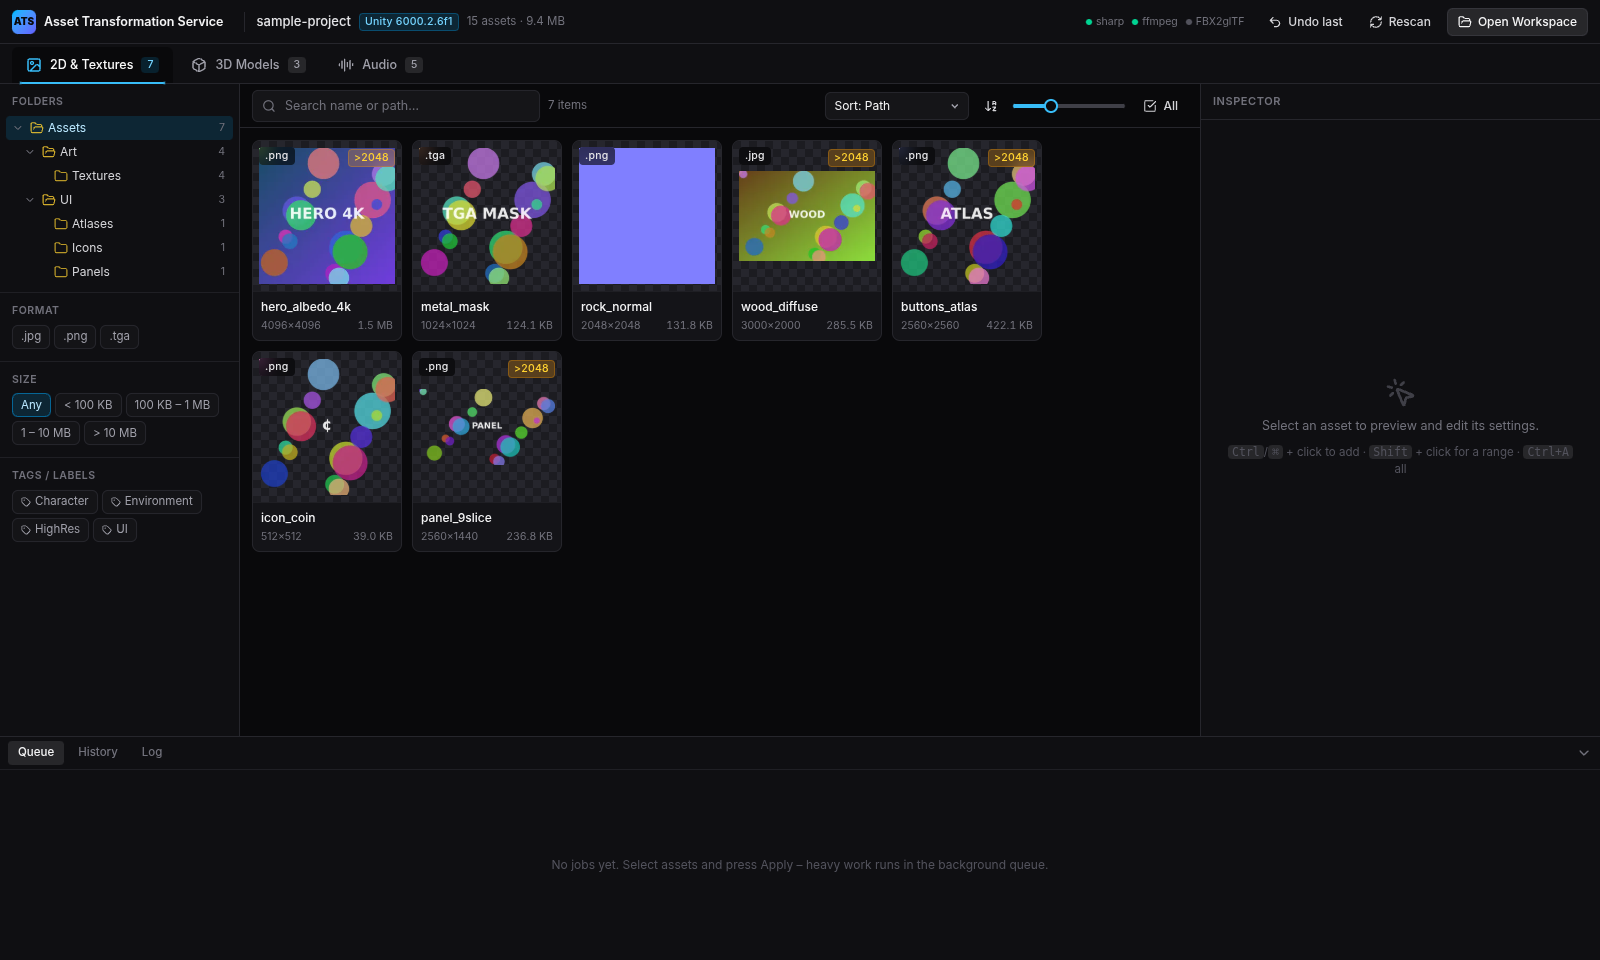 ATS Asset Transformation Service sample-project Unity 6000.2.6f1 15 assets · 9.4 MB sharp ffmpeg FBX2glTF Undo last Rescan Open Workspace
2D & Textures 7 3D Models 3 Audio 5
FOLDERS
Assets 7
Art 4
Textures 4
UI 3
Atlases 1
Icons 1
Panels 1
FORMAT
.jpg .png .tga
SIZE
Any < 100 KB 100 KB – 1 MB
1 – 10 MB > 10 MB
TAGS / LABELS
Character Environment
HighRes UI
Search name or path... 7 items Sort: Path All
.png >2048 .tga .png .jpg >2048 .png >2048
HERO 4K TGA MASK WOOD ATLAS
hero_albedo_4k metal_mask rock_normal wood_diffuse buttons_atlas
4096×4096 1.5 MB 1024×1024 124.1 KB 2048×2048 131.8 KB 3000×2000 285.5 KB 2560×2560 422.1 KB
.png .png >2048
¢ PANEL
icon_coin panel_9slice
512×512 39.0 KB 2560×1440 236.8 KB
INSPECTOR
Select an asset to preview and edit its settings.
Ctrl/⌘ + click to add · Shift + click for a range · Ctrl+A
all
Queue History Log
No jobs yet. Select assets and press Apply – heavy work runs in the background queue.